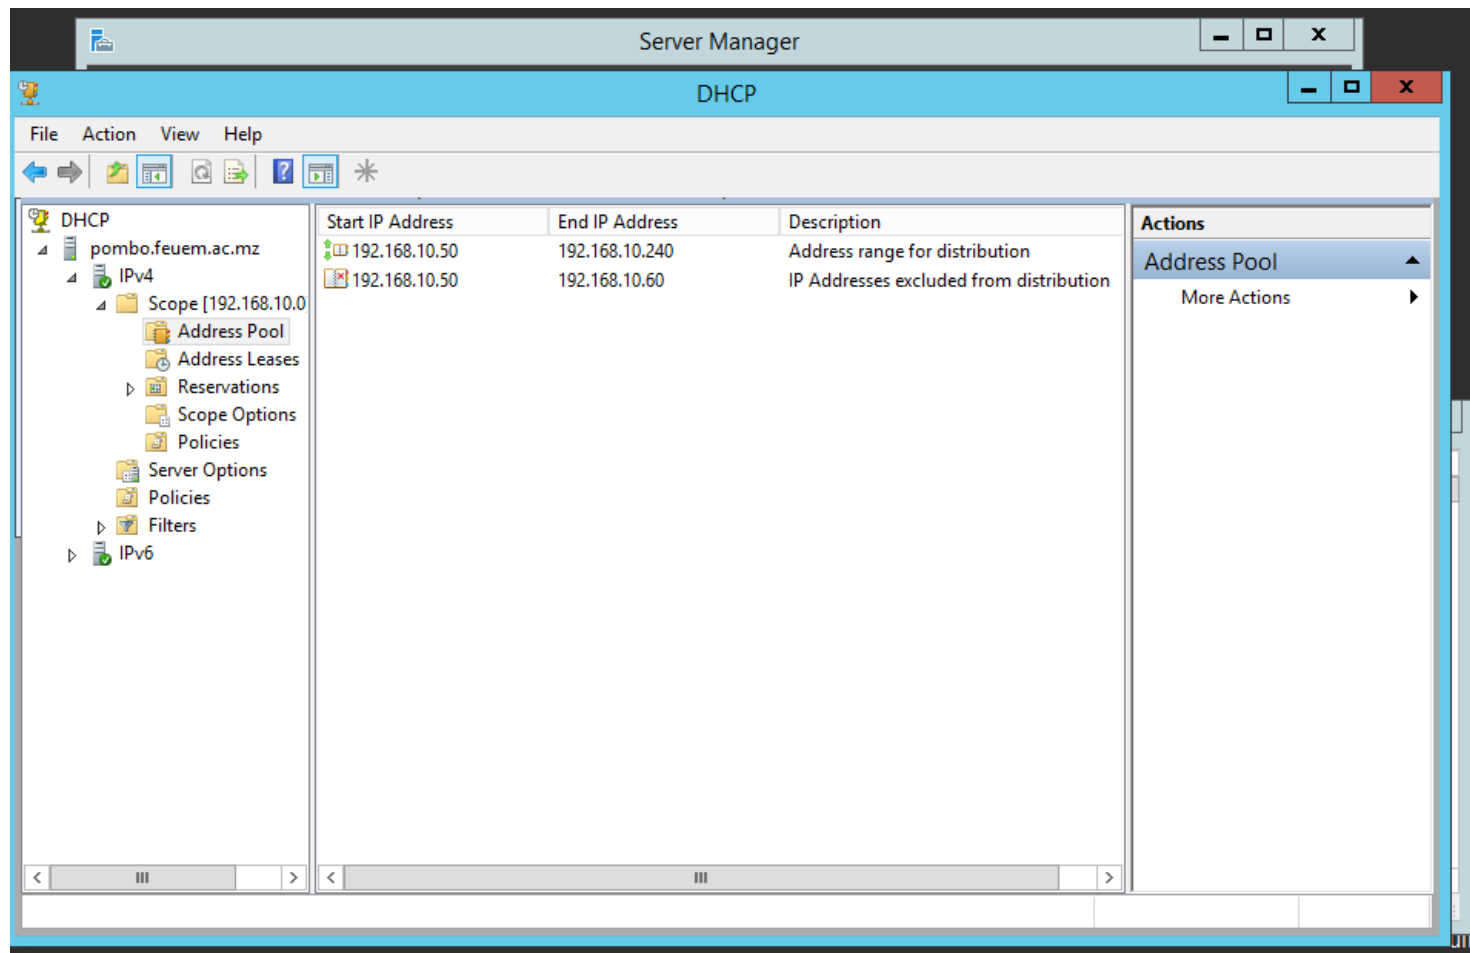 Server Manager
DHCP
File Action View Help
DHCP
pombo.feuem.ac.mz
IPv4
Scope [192.168.10.0
Address Pool
Address Leases
Reservations
Scope Options
Policies
Server Options
Policies
Filters
IPv6
Start IP Address End IP Address Description
192.168.10.50 192.168.10.240 Address range for distribution
192.168.10.50 192.168.10.60 IP Addresses excluded from distribution
Actions
Address Pool
More Actions